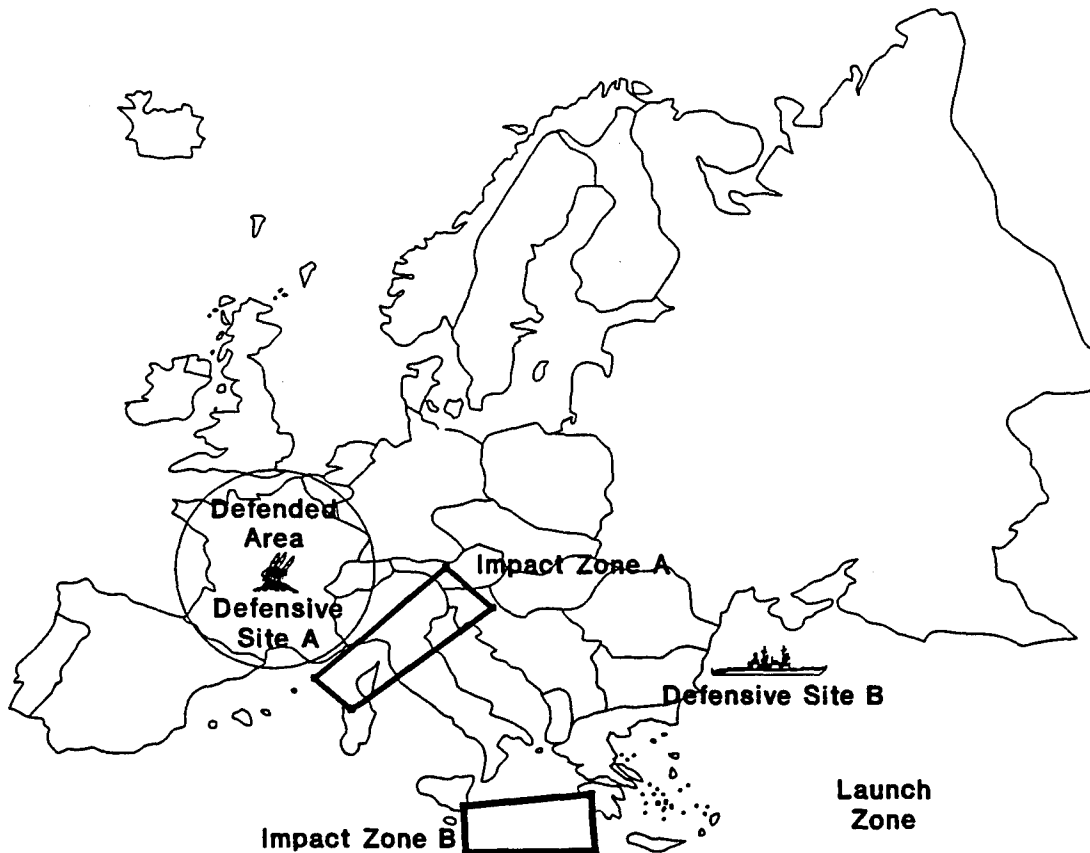 Defended
Area
Defensive
Site A
Impact Zone A
Defensive Site B
Launch
Zone
Impact Zone B